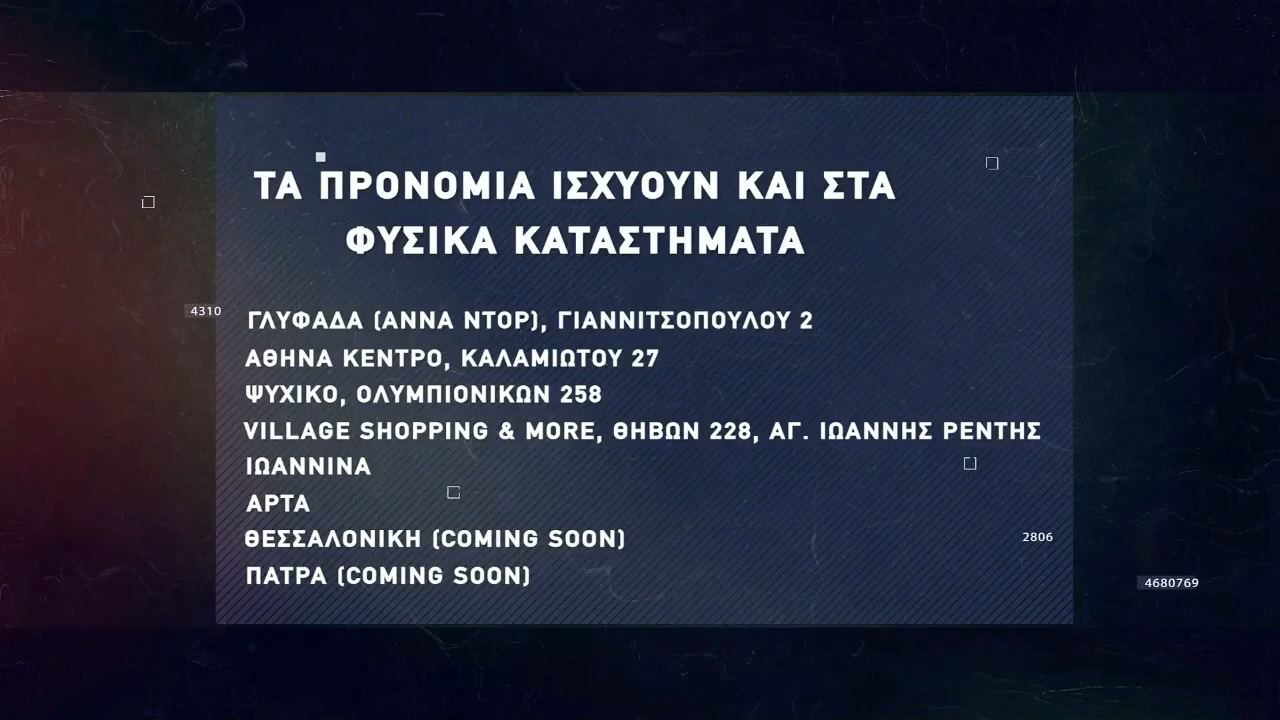 ΤΑ ΠΡΟΝΟΜΙΑ ΙΣΧΥΟΥΝ ΚΑΙ ΣΤΑ
ΦΥΣΙΚΑ ΚΑΤΑΣΤΗΜΑΤΑ
4310
ΓΛΥΦΑΔΑ (ΑΝΝΑ ΝΤΟΡ), ΓΙΑΝΝΙΤΣΟΠΟΥΛΟΥ 2
ΑΘΗΝΑ ΚΕΝΤΡΟ, ΚΑΛΑΜΙΩΤΟΥ 27
ΨΥΧΙΚΟ, ΟΛΥΜΠΙΟΝΙΚΩΝ 258
VILLAGE SHOPPING & MORE, ΘΗΒΩΝ 228, ΑΓ. ΙΩΑΝΝΗΣ ΡΕΝΤΗΣ
ΙΩΑΝΝΙΝΑ
ΑΡΤΑ
ΘΕΣΣΑΛΟΝΙΚΗ (COMING SOON)
2806
ΠΑΤΡΑ (COMING SOON)
4680769